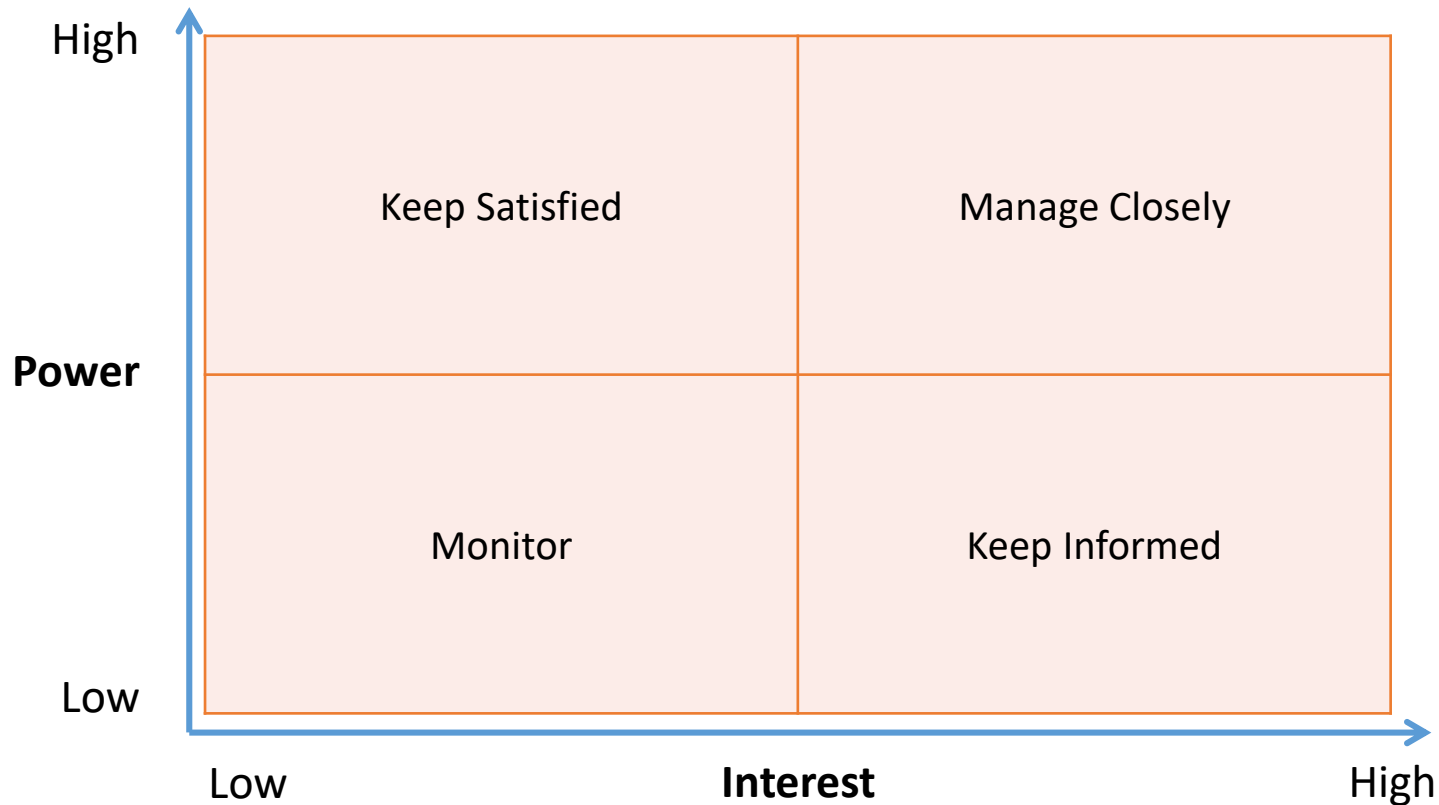 High
Keep Satisfied
Manage Closely
Power
Monitor
Keep Informed
Low
Low
Interest
High